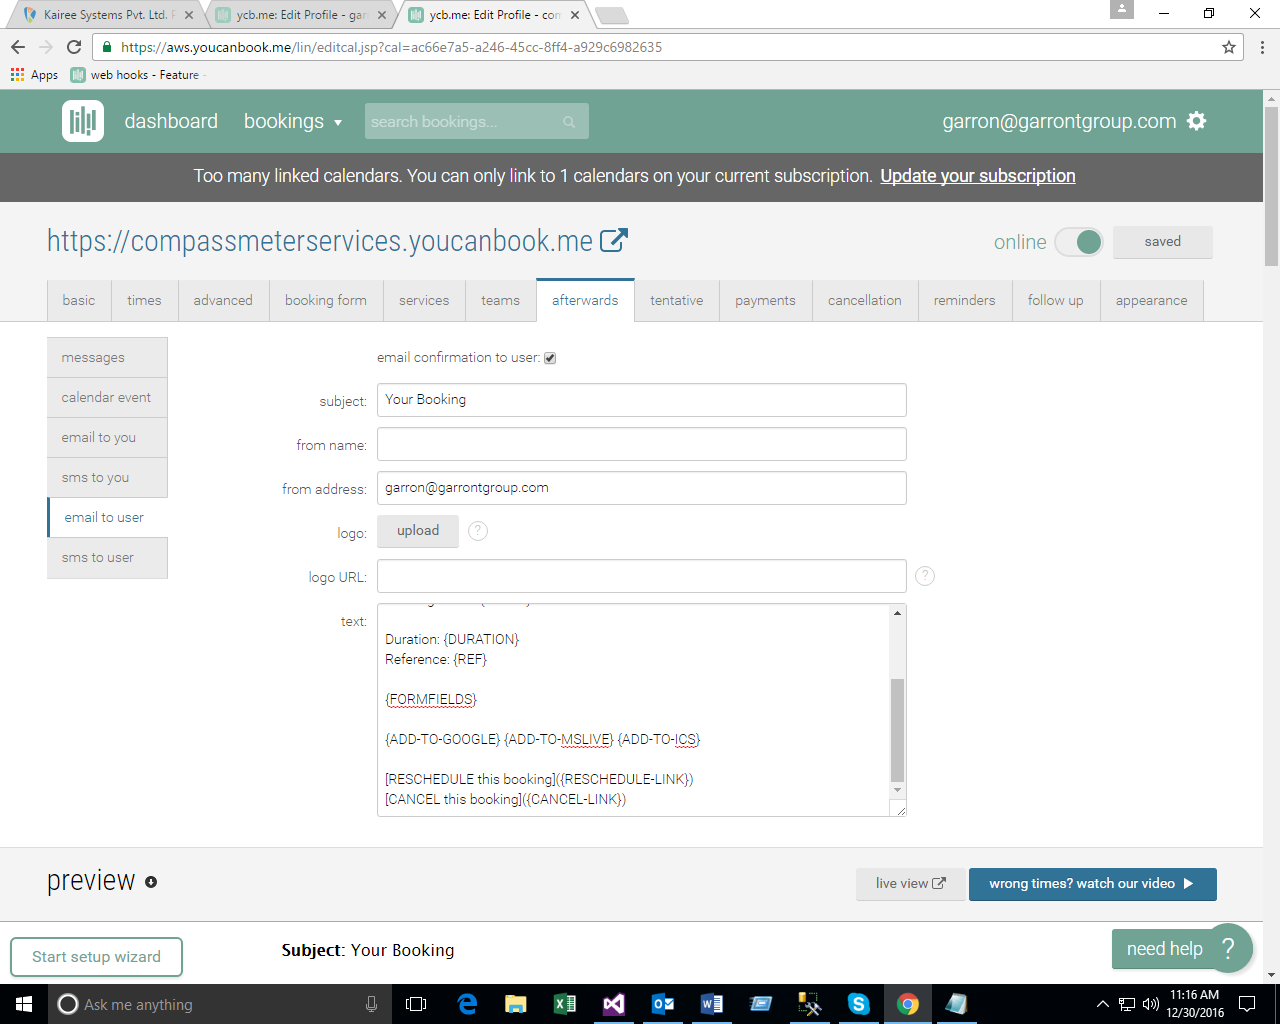 Kairee Systems Pvt. Ltd.
ycb.me: Edit Profile - gar
ycb.me: Edit Profile - com
https://aws.youcanbook.me/lin/editcal.jsp?cal=ac66e7a5-a246-45cc-8ff4-a929c6982635
Apps web hooks - Feature
dashboard bookings search bookings... garron@garrontgroup.com
Too many linked calendars. You can only link to 1 calendars on your current subscription. Update your subscription
https://compassmeterservices.youcanbook.me online saved
basic times advanced booking form services teams afterwards tentative payments cancellation reminders follow up appearance
messages
calendar event
email to you
sms to you
email to user
sms to user
email confirmation to user:
subject: Your Booking
from name:
from address: garron@garrontgroup.com
logo: upload ?
logo URL: ?
text:
Duration: {DURATION}
Reference: {REF}
{FORMFIELDS}
{ADD-TO-GOOGLE} {ADD-TO-MSLIVE} {ADD-TO-ICS}
[RESCHEDULE this booking]({RESCHEDULE-LINK})
[CANCEL this booking]({CANCEL-LINK})
preview live view wrong times? watch our video
Start setup wizard Subject: Your Booking need help ?
Ask me anything 11:16 AM
12/30/2016